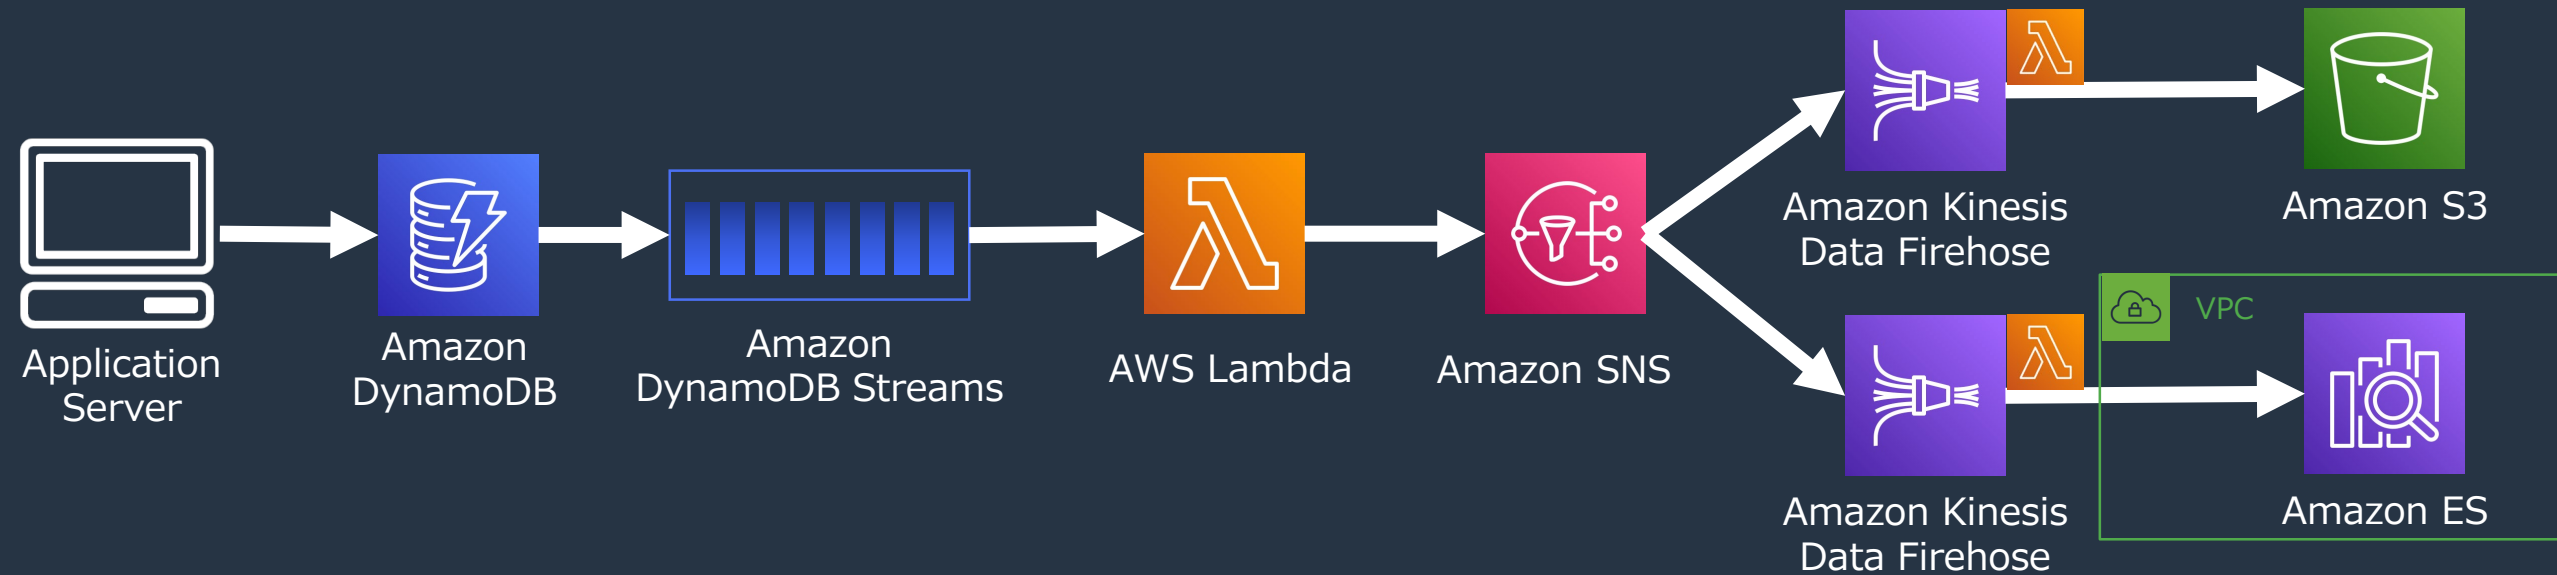 Application
Server
Amazon
DynamoDB
Amazon
DynamoDB Streams
AWS Lambda
Amazon SNS
Amazon Kinesis
Data Firehose
Amazon S3
VPC
Amazon Kinesis
Data Firehose
Amazon ES